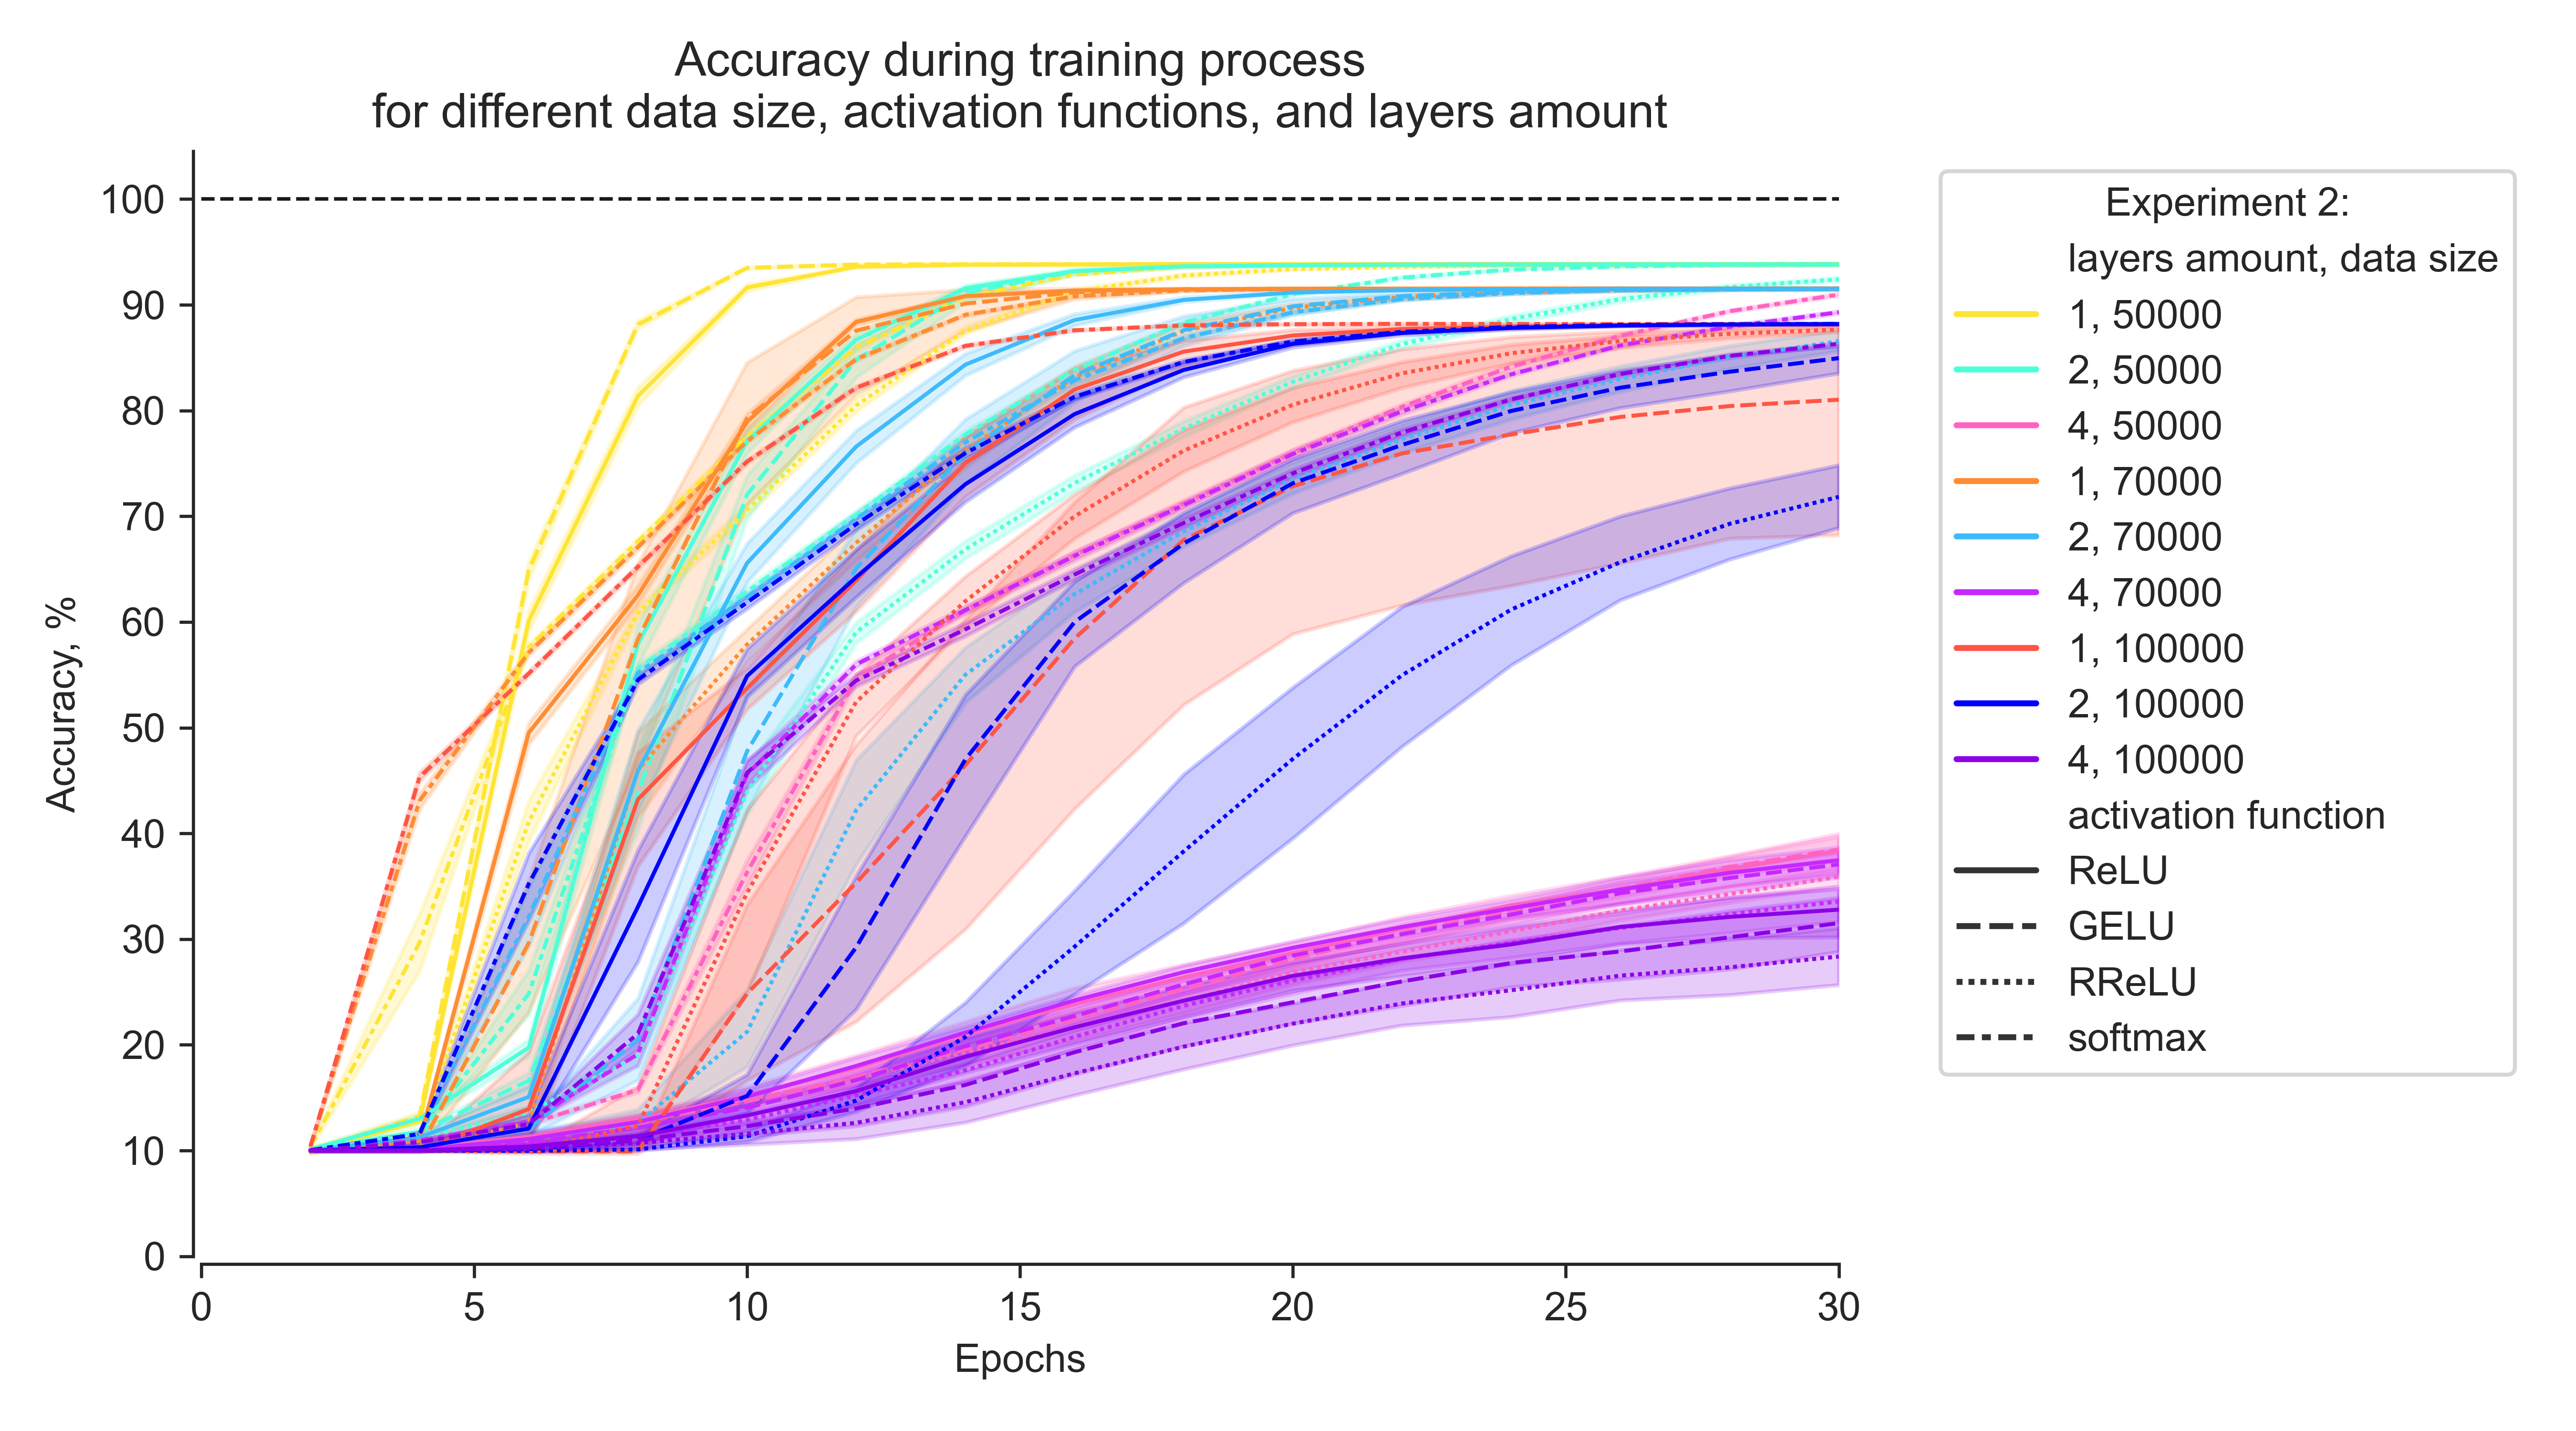 Accuracy during training process
for different data size, activation functions, and layers amount
Accuracy, %
100
90
80
70
60
50
40
30
20
10
0
0 5 10 15 20 25 30
Epochs
Experiment 2:
layers amount, data size
1, 50000
2, 50000
4, 50000
1, 70000
2, 70000
4, 70000
1, 100000
2, 100000
4, 100000
activation function
ReLU
GELU
RReLU
softmax